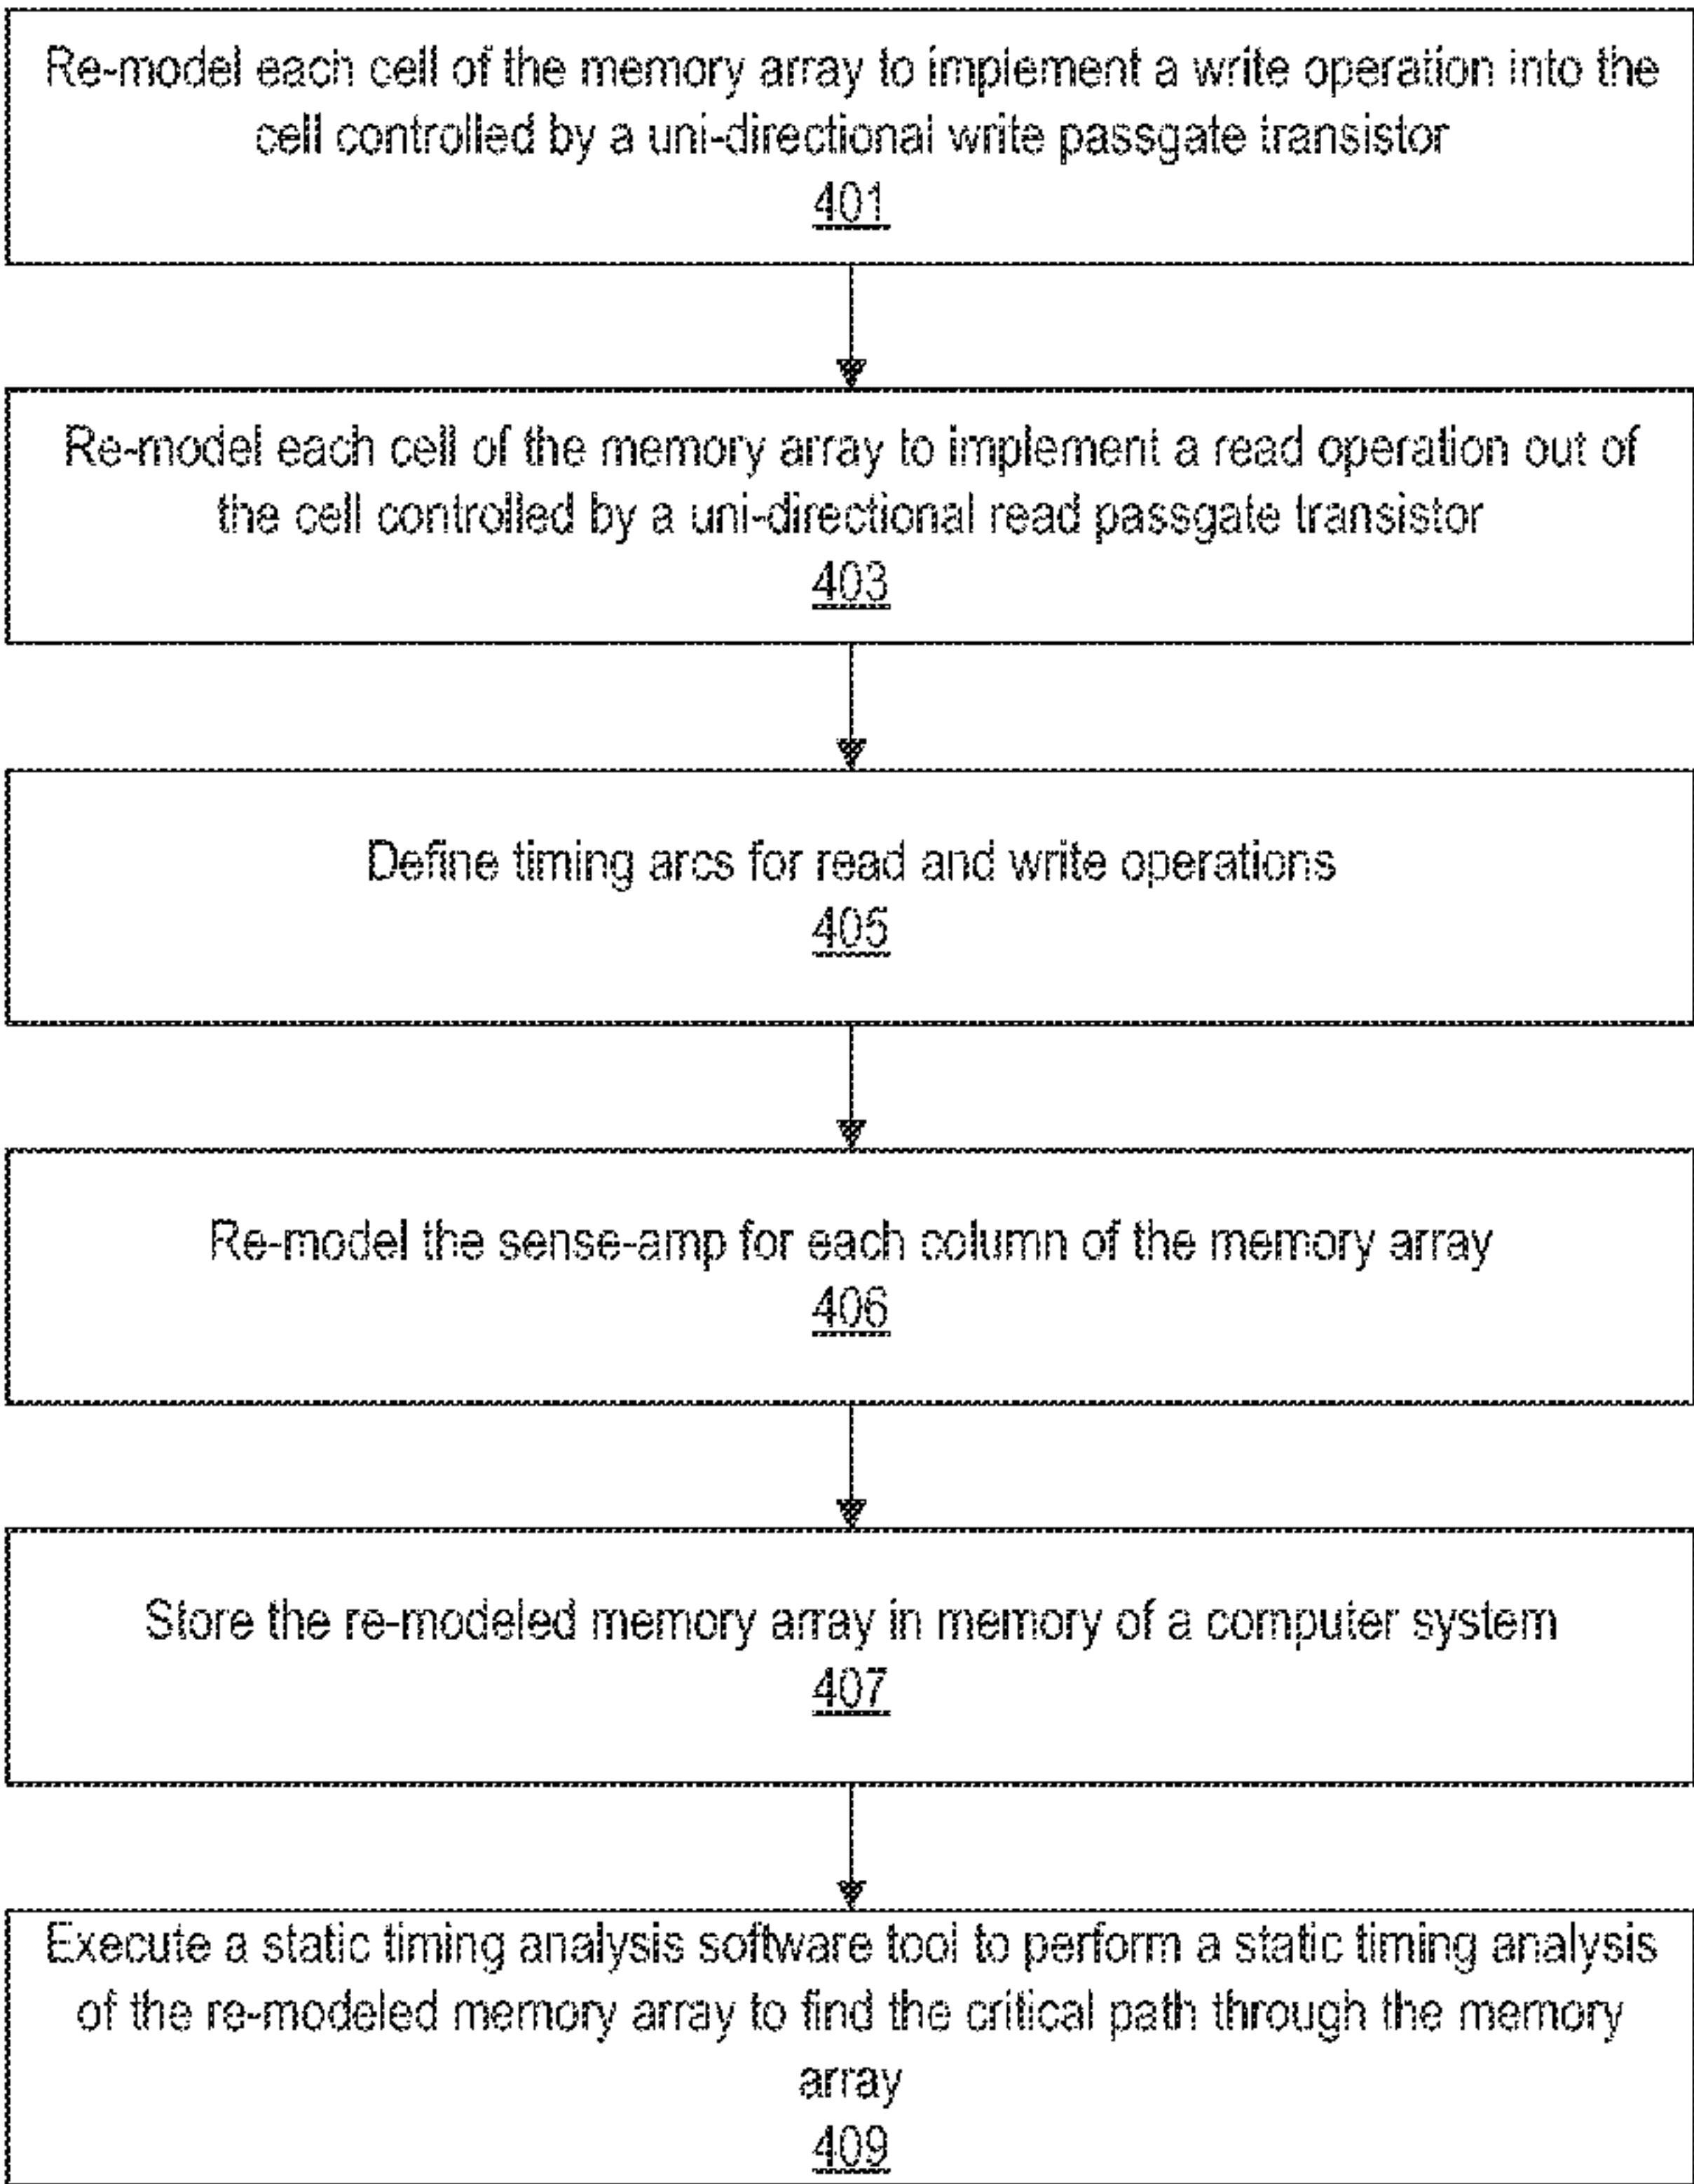 Re-model each cell of the memory array to implement a write operation into the
cell controlled by a uni-directional write passgate transistor
401
Re-model each cell of the memory array to implement a read operation out of
the cell controlled by a uni-directional read passgate transistor
403
Define timing arcs for read and write operations
405
Re-model the sense-amp for each column of the memory array
406
Store the re-modeled memory array in memory of a computer system
407
Execute a static timing analysis software tool to perform a static timing analysis
of the re-modeled memory array to find the critical path through the memory
array
409